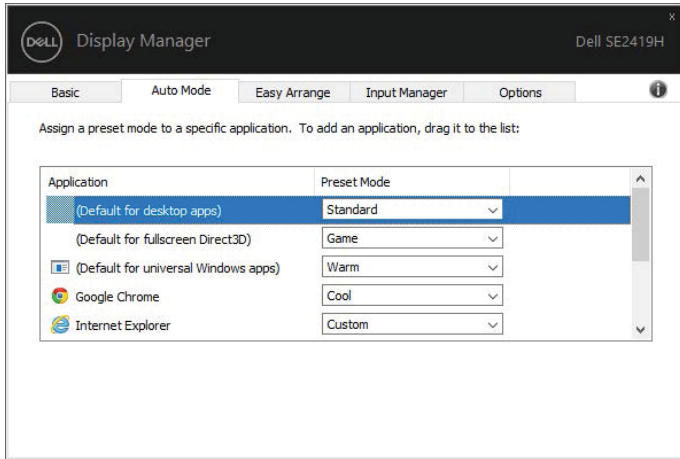 x
DELL Display Manager Dell SE2419H
Basic Auto Mode Easy Arrange Input Manager Options i
Assign a preset mode to a specific application. To add an application, drag it to the list:
Application Preset Mode
(Default for desktop apps) Standard
(Default for fullscreen Direct3D) Game
(Default for universal Windows apps) Warm
Google Chrome Cool
Internet Explorer Custom